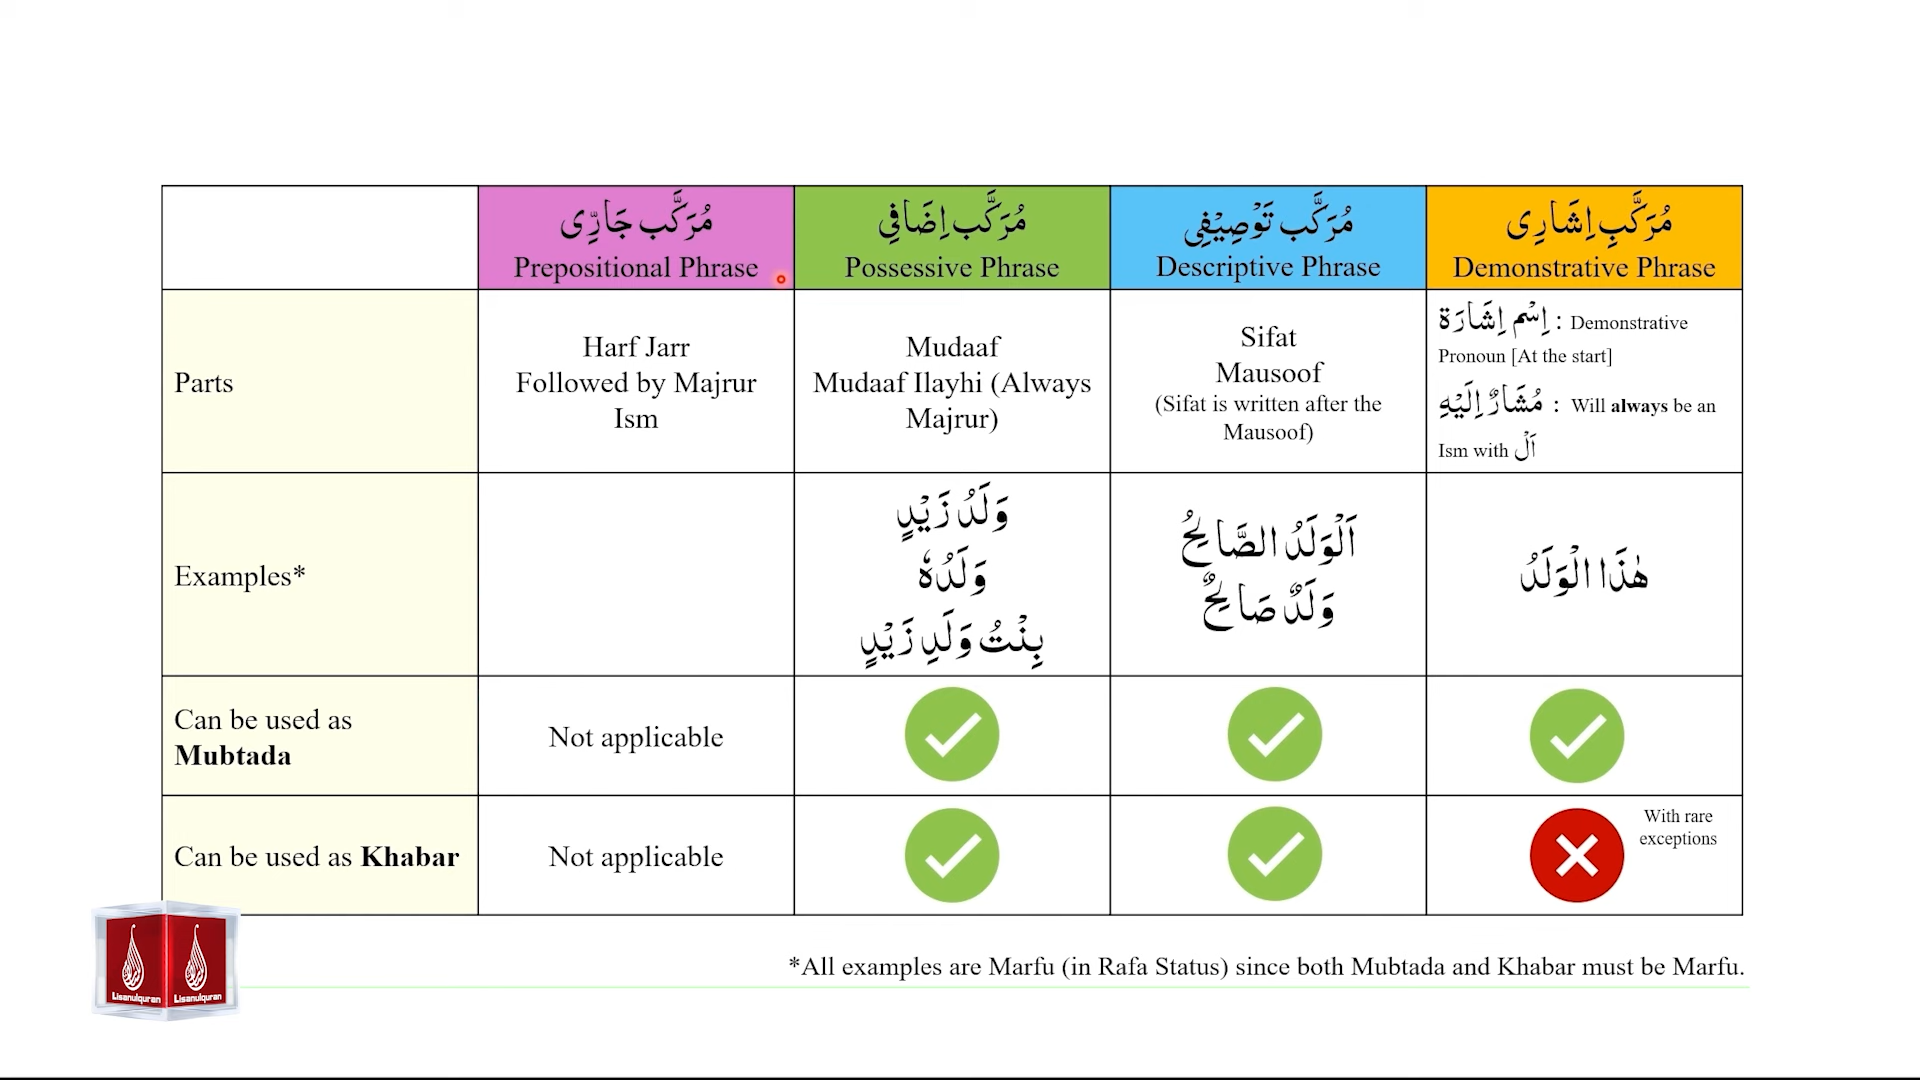 مُرَكَّب جَارِّى
Prepositional Phrase
مُرَكَّب اِضَافِي
Possessive Phrase
مُرَكَّب تَوْصِيْفِى
Descriptive Phrase
مُرَكَّبِ اِشَارِى
Demonstrative Phrase
Parts
Harf Jarr
Followed by Majrur
Ism
Mudaaf
Mudaaf Ilayhi (Always
Majrur)
Sifat
Mausoof
(Sifat is written after the
Mausoof)
اِسْم اِشَارَة : Demonstrative
Pronoun [At the start]
مُشَارٌ اِلَيْهِ : Will always be an
Ism with اَلْ
Examples*
وَلَدُ زَيْدٍ
وَلَدُهٗ
بِنْتُ وَلَدِ زَيْدٍ
اَلْوَلَدُ الصَّالِحُ
وَلَدٌ صَالِحٌ
هٰذَا الْوَلَدُ
Can be used as
Mubtada
Not applicable
Can be used as Khabar
Not applicable
With rare
exceptions
*All examples are Marfu (in Rafa Status) since both Mubtada and Khabar must be Marfu.
Lisanulquran
Lisanulquran